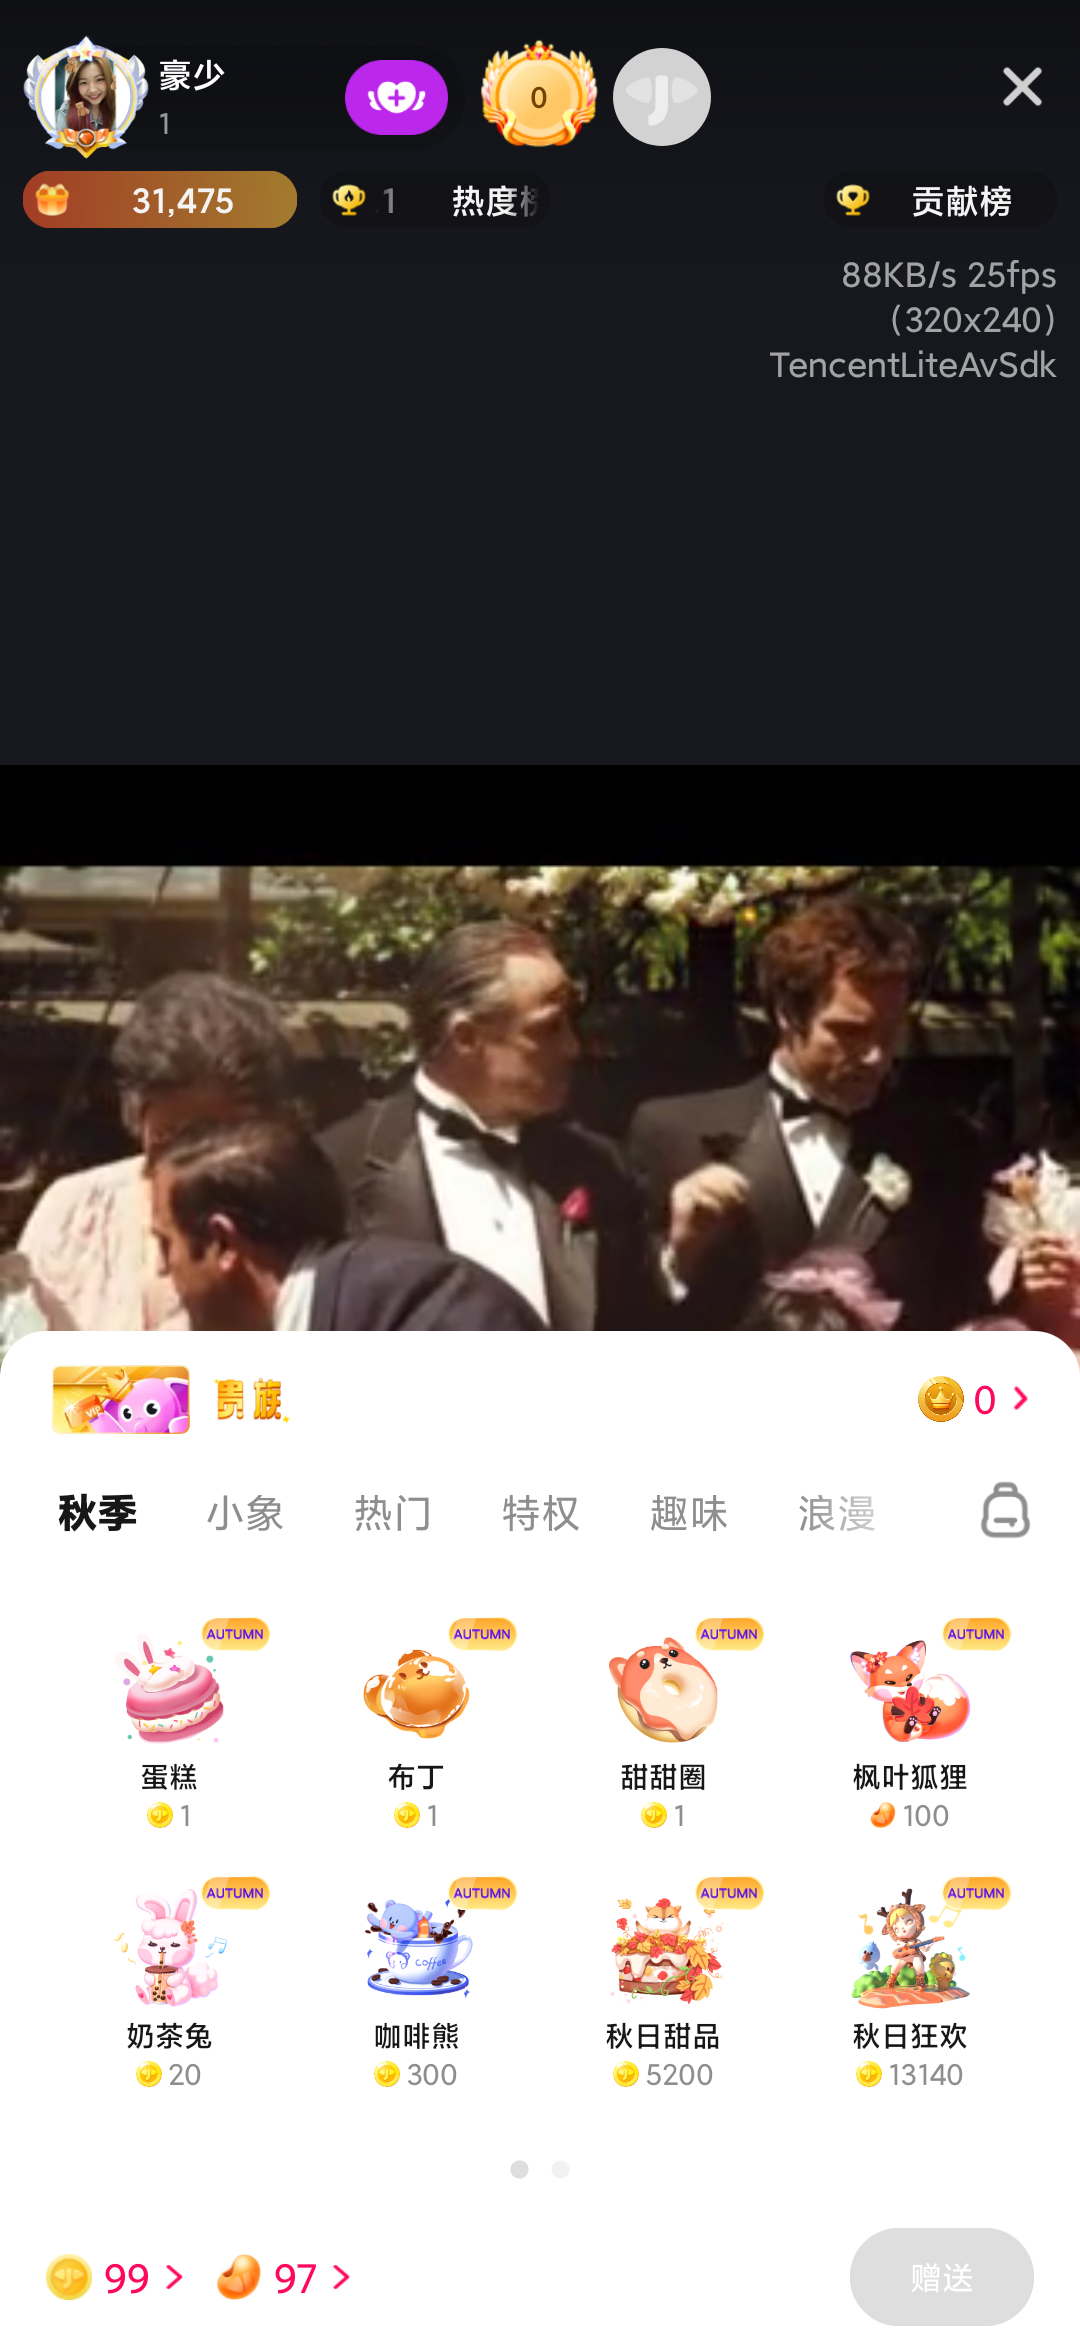 豪少
1
0
31,475
1 热度榜
贡献榜
88KB/s 25fps
(320x240)
TencentLiteAvSdk
VIP
贵族
0
秋季 小象 热门 特权 趣味 浪漫
AUTUMN AUTUMN AUTUMN AUTUMN
蛋糕 布丁 甜甜圈 枫叶狐狸
1 1 1 100
AUTUMN AUTUMN AUTUMN AUTUMN
coffee
奶茶兔 咖啡熊 秋日甜品 秋日狂欢
20 300 5200 13140
99 97 赠送